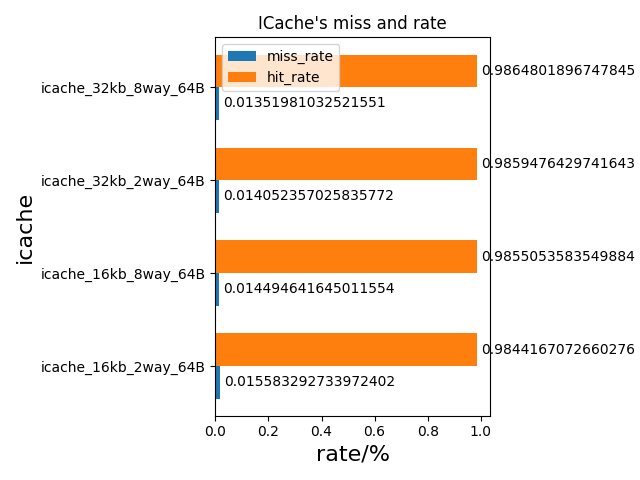 ICache's miss and rate
miss_rate
hit_rate
icache_32kb_8way_64B
0.9864801896747845
0.01351981032521551
icache_32kb_2way_64B
0.9859476429741643
0.014052357025835772
icache_16kb_8way_64B
0.9855053583549884
0.014494641645011554
icache_16kb_2way_64B
0.9844167072660276
0.015583292733972402
icache
0.0 0.2 0.4 0.6 0.8 1.0
rate/%